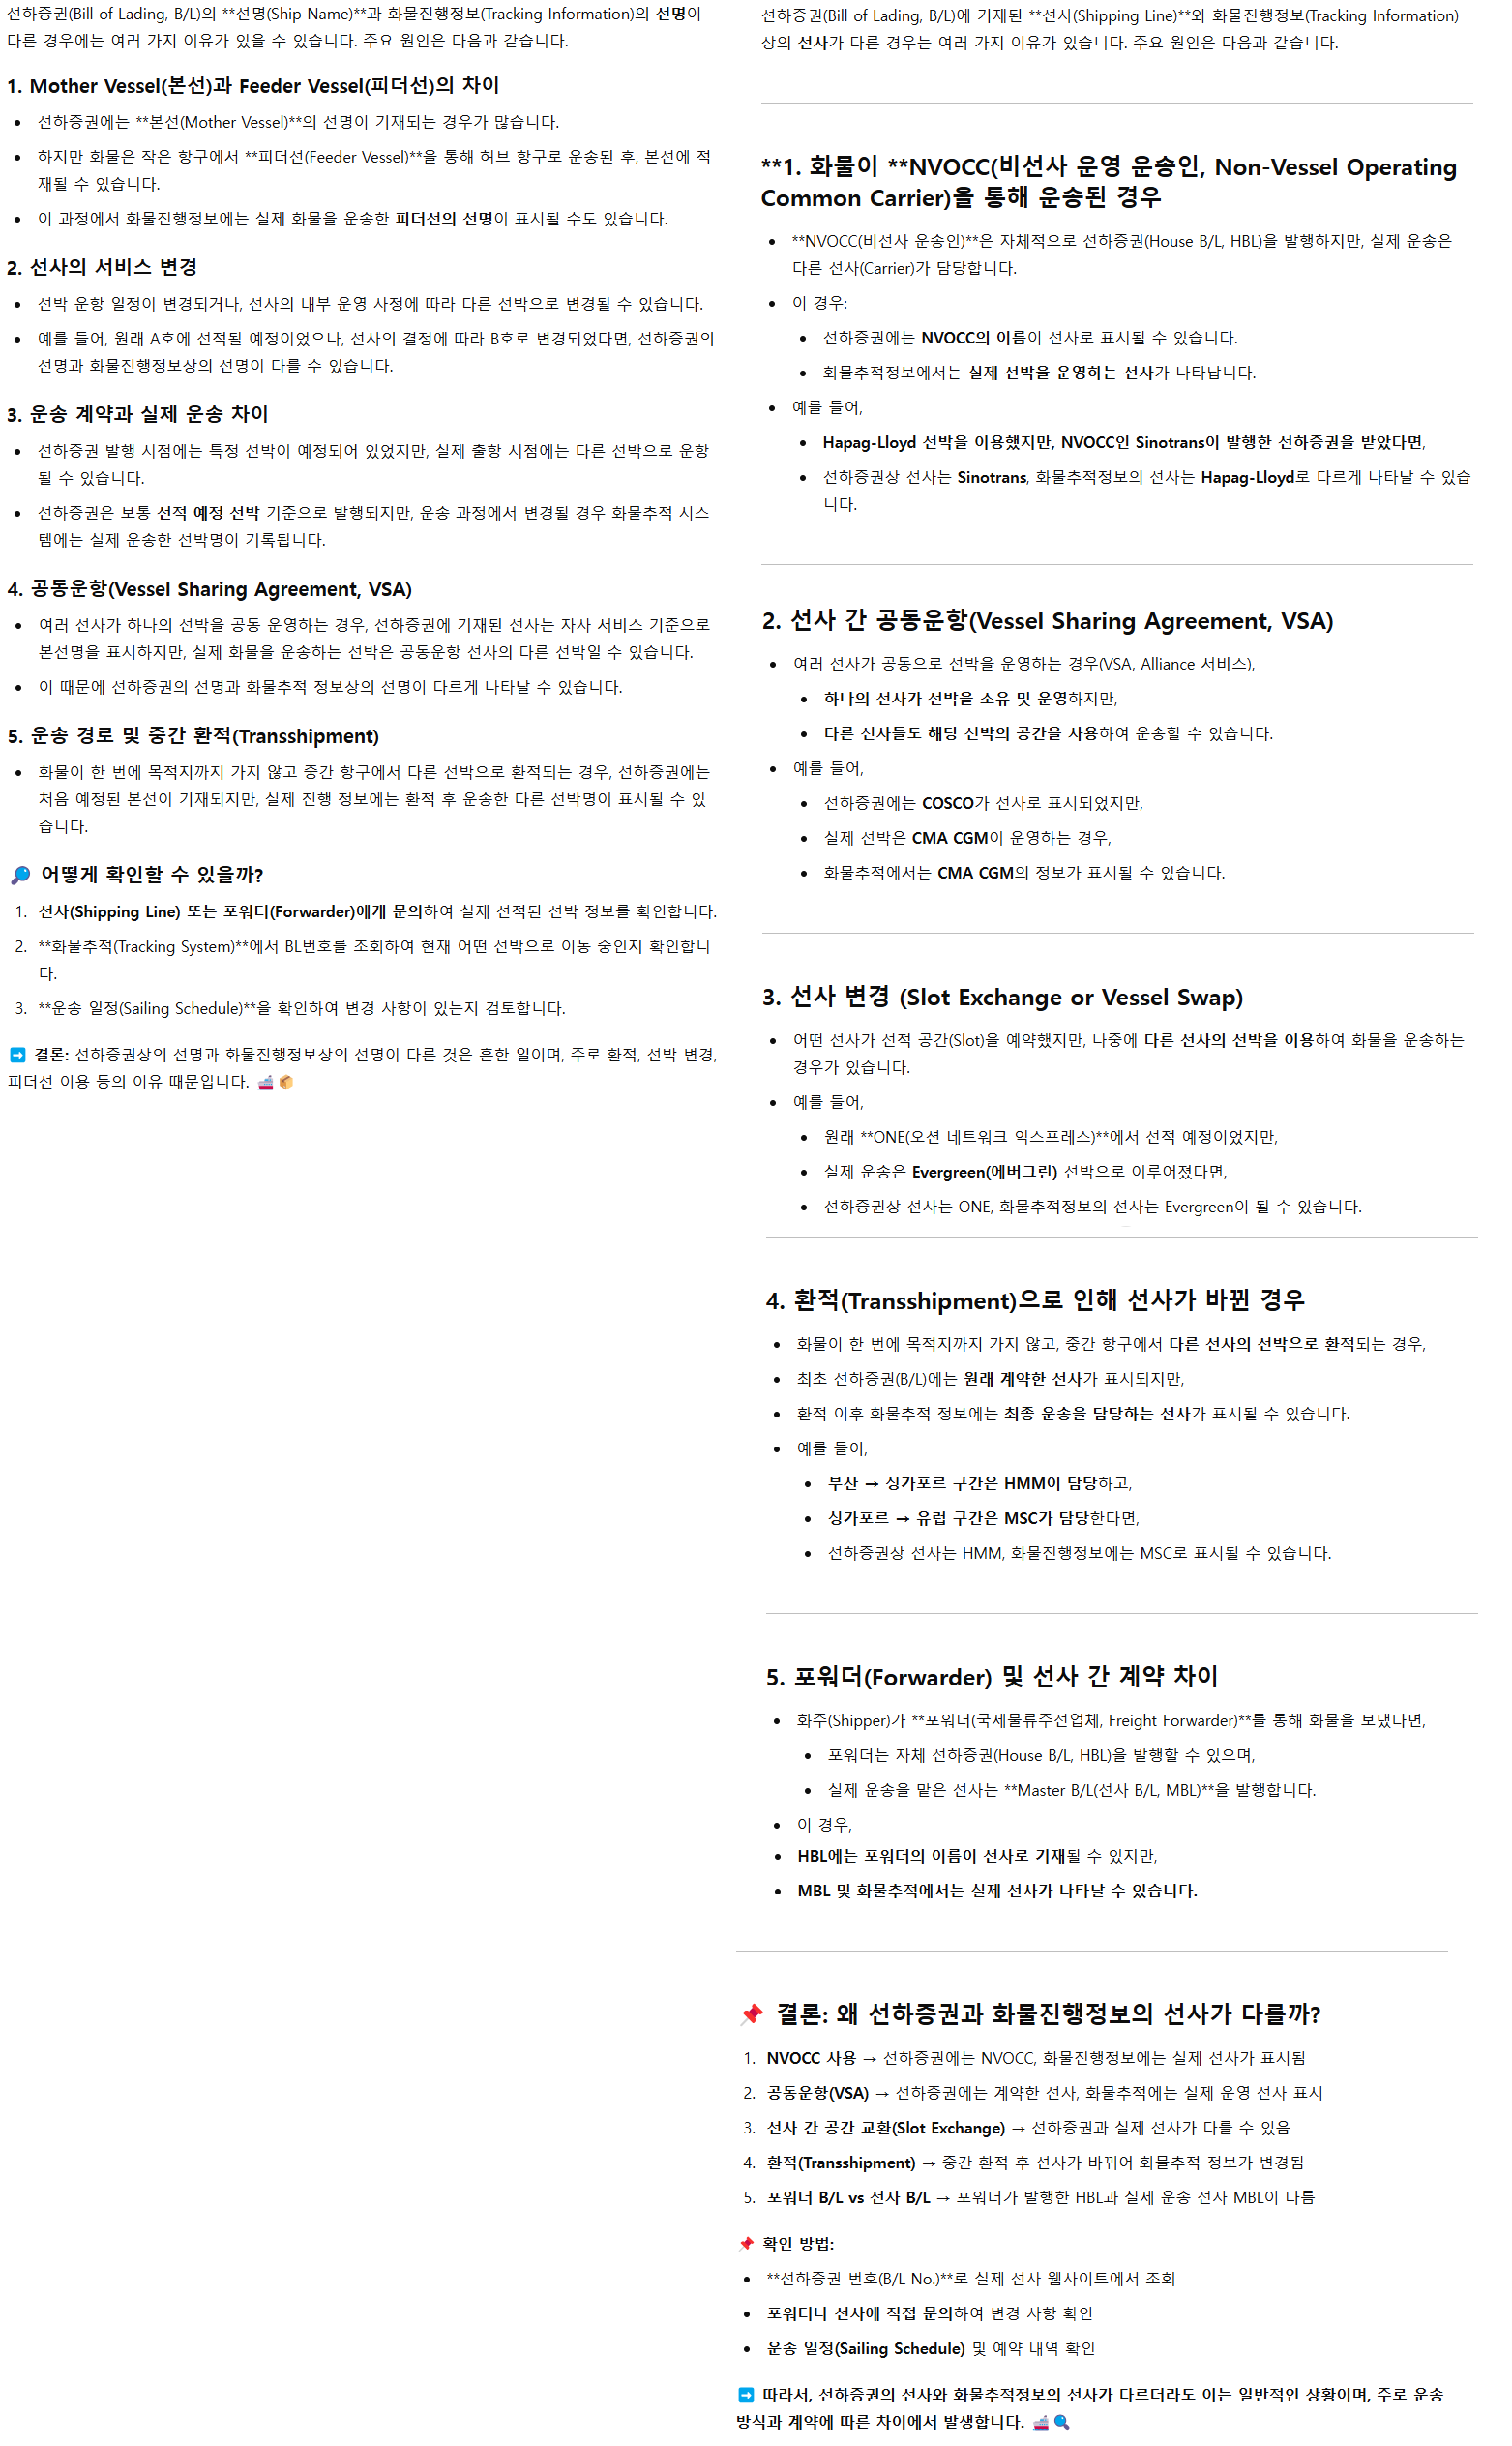 선하증권(Bill of Lading, B/L)의 **선명(Ship Name)**과 화물진행정보(Tracking Information)의 선명이
다른 경우에는 여러 가지 이유가 있을 수 있습니다. 주요 원인은 다음과 같습니다.
1. Mother Vessel(본선)과 Feeder Vessel(피더선)의 차이
• 선하증권에는 **본선(Mother Vessel)**의 선명이 기재되는 경우가 많습니다.
• 하지만 화물은 작은 항구에서 **피더선(Feeder Vessel)**을 통해 허브 항구로 운송된 후, 본선에 적
재될 수 있습니다.
• 이 과정에서 화물진행정보에는 실제 화물을 운송한 피더선의 선명이 표시될 수도 있습니다.
2. 선사의 서비스 변경
• 선박 운항 일정이 변경되거나, 선사의 내부 운영 사정에 따라 다른 선박으로 변경될 수 있습니다.
• 예를 들어, 원래 A호에 선적될 예정이었으나, 선사의 결정에 따라 B호로 변경되었다면, 선하증권의
선명과 화물진행정보상의 선명이 다를 수 있습니다.
3. 운송 계약과 실제 운송 차이
• 선하증권 발행 시점에는 특정 선박이 예정되어 있었지만, 실제 출항 시점에는 다른 선박으로 운항
될 수 있습니다.
• 선하증권은 보통 선적 예정 선박 기준으로 발행되지만, 운송 과정에서 변경될 경우 화물추적 시스
템에는 실제 운송한 선박명이 기록됩니다.
4. 공동운항(Vessel Sharing Agreement, VSA)
• 여러 선사가 하나의 선박을 공동 운영하는 경우, 선하증권에 기재된 선사는 자사 서비스 기준으로
본선명을 표시하지만, 실제 화물을 운송하는 선박은 공동운항 선사의 다른 선박일 수 있습니다.
• 이 때문에 선하증권의 선명과 화물추적 정보상의 선명이 다르게 나타날 수 있습니다.
5. 운송 경로 및 중간 환적(Transshipment)
• 화물이 한 번에 목적지까지 가지 않고 중간 항구에서 다른 선박으로 환적되는 경우, 선하증권에는
처음 예정된 본선이 기재되지만, 실제 진행 정보에는 환적 후 운송한 다른 선박명이 표시될 수 있
습니다.
🔎 어떻게 확인할 수 있을까?
1. 선사(Shipping Line) 또는 포워더(Forwarder)에게 문의하여 실제 선적된 선박 정보를 확인합니다.
2. **화물추적(Tracking System)**에서 BL번호를 조회하여 현재 어떤 선박으로 이동 중인지 확인합니
다.
3. **운송 일정(Sailing Schedule)**을 확인하여 변경 사항이 있는지 검토합니다.
➡️ 결론: 선하증권상의 선명과 화물진행정보상의 선명이 다른 것은 흔한 일이며, 주로 환적, 선박 변경,
피더선 이용 등의 이유 때문입니다. 🚢📦
선하증권(Bill of Lading, B/L)에 기재된 **선사(Shipping Line)**와 화물진행정보(Tracking Information)
상의 선사가 다른 경우는 여러 가지 이유가 있습니다. 주요 원인은 다음과 같습니다.
**1. 화물이 **NVOCC(비선사 운영 운송인, Non-Vessel Operating
Common Carrier)을 통해 운송된 경우
• **NVOCC(비선사 운송인)**은 자체적으로 선하증권(House B/L, HBL)을 발행하지만, 실제 운송은
다른 선사(Carrier)가 담당합니다.
• 이 경우:
• 선하증권에는 NVOCC의 이름이 선사로 표시될 수 있습니다.
• 화물추적정보에서는 실제 선박을 운영하는 선사가 나타납니다.
• 예를 들어,
• Hapag-Lloyd 선박을 이용했지만, NVOCC인 Sinotrans이 발행한 선하증권을 받았다면,
• 선하증권상 선사는 Sinotrans, 화물추적정보의 선사는 Hapag-Lloyd로 다르게 나타날 수 있습
니다.
2. 선사 간 공동운항(Vessel Sharing Agreement, VSA)
• 여러 선사가 공동으로 선박을 운영하는 경우(VSA, Alliance 서비스),
• 하나의 선사가 선박을 소유 및 운영하지만,
• 다른 선사들도 해당 선박의 공간을 사용하여 운송할 수 있습니다.
• 예를 들어,
• 선하증권에는 COSCO가 선사로 표시되었지만,
• 실제 선박은 CMA CGM이 운영하는 경우,
• 화물추적에서는 CMA CGM의 정보가 표시될 수 있습니다.
3. 선사 변경 (Slot Exchange or Vessel Swap)
• 어떤 선사가 선적 공간(Slot)을 예약했지만, 나중에 다른 선사의 선박을 이용하여 화물을 운송하는
경우가 있습니다.
• 예를 들어,
• 원래 **ONE(오션 네트워크 익스프레스)**에서 선적 예정이었지만,
• 실제 운송은 Evergreen(에버그린) 선박으로 이루어졌다면,
• 선하증권상 선사는 ONE, 화물추적정보의 선사는 Evergreen이 될 수 있습니다.
4. 환적(Transshipment)으로 인해 선사가 바뀐 경우
• 화물이 한 번에 목적지까지 가지 않고, 중간 항구에서 다른 선사의 선박으로 환적되는 경우,
• 최초 선하증권(B/L)에는 원래 계약한 선사가 표시되지만,
• 환적 이후 화물추적 정보에는 최종 운송을 담당하는 선사가 표시될 수 있습니다.
• 예를 들어,
• 부산 → 싱가포르 구간은 HMM이 담당하고,
• 싱가포르 → 유럽 구간은 MSC가 담당한다면,
• 선하증권상 선사는 HMM, 화물진행정보에는 MSC로 표시될 수 있습니다.
5. 포워더(Forwarder) 및 선사 간 계약 차이
• 화주(Shipper)가 **포워더(국제물류주선업체, Freight Forwarder)**를 통해 화물을 보냈다면,
• 포워더는 자체 선하증권(House B/L, HBL)을 발행할 수 있으며,
• 실제 운송을 맡은 선사는 **Master B/L(선사 B/L, MBL)**을 발행합니다.
• 이 경우,
• HBL에는 포워더의 이름이 선사로 기재될 수 있지만,
• MBL 및 화물추적에서는 실제 선사가 나타날 수 있습니다.
📌 결론: 왜 선하증권과 화물진행정보의 선사가 다를까?
1. NVOCC 사용 → 선하증권에는 NVOCC, 화물진행정보에는 실제 선사가 표시됨
2. 공동운항(VSA) → 선하증권에는 계약한 선사, 화물추적에는 실제 운영 선사 표시
3. 선사 간 공간 교환(Slot Exchange) → 선하증권과 실제 선사가 다를 수 있음
4. 환적(Transshipment) → 중간 환적 후 선사가 바뀌어 화물추적 정보가 변경됨
5. 포워더 B/L vs 선사 B/L → 포워더가 발행한 HBL과 실제 운송 선사 MBL이 다름
📌 확인 방법:
• **선하증권 번호(B/L No.)**로 실제 선사 웹사이트에서 조회
• 포워더나 선사에 직접 문의하여 변경 사항 확인
• 운송 일정(Sailing Schedule) 및 예약 내역 확인
➡️ 따라서, 선하증권의 선사와 화물추적정보의 선사가 다르더라도 이는 일반적인 상황이며, 주로 운송
방식과 계약에 따른 차이에서 발생합니다. 🚢🔍